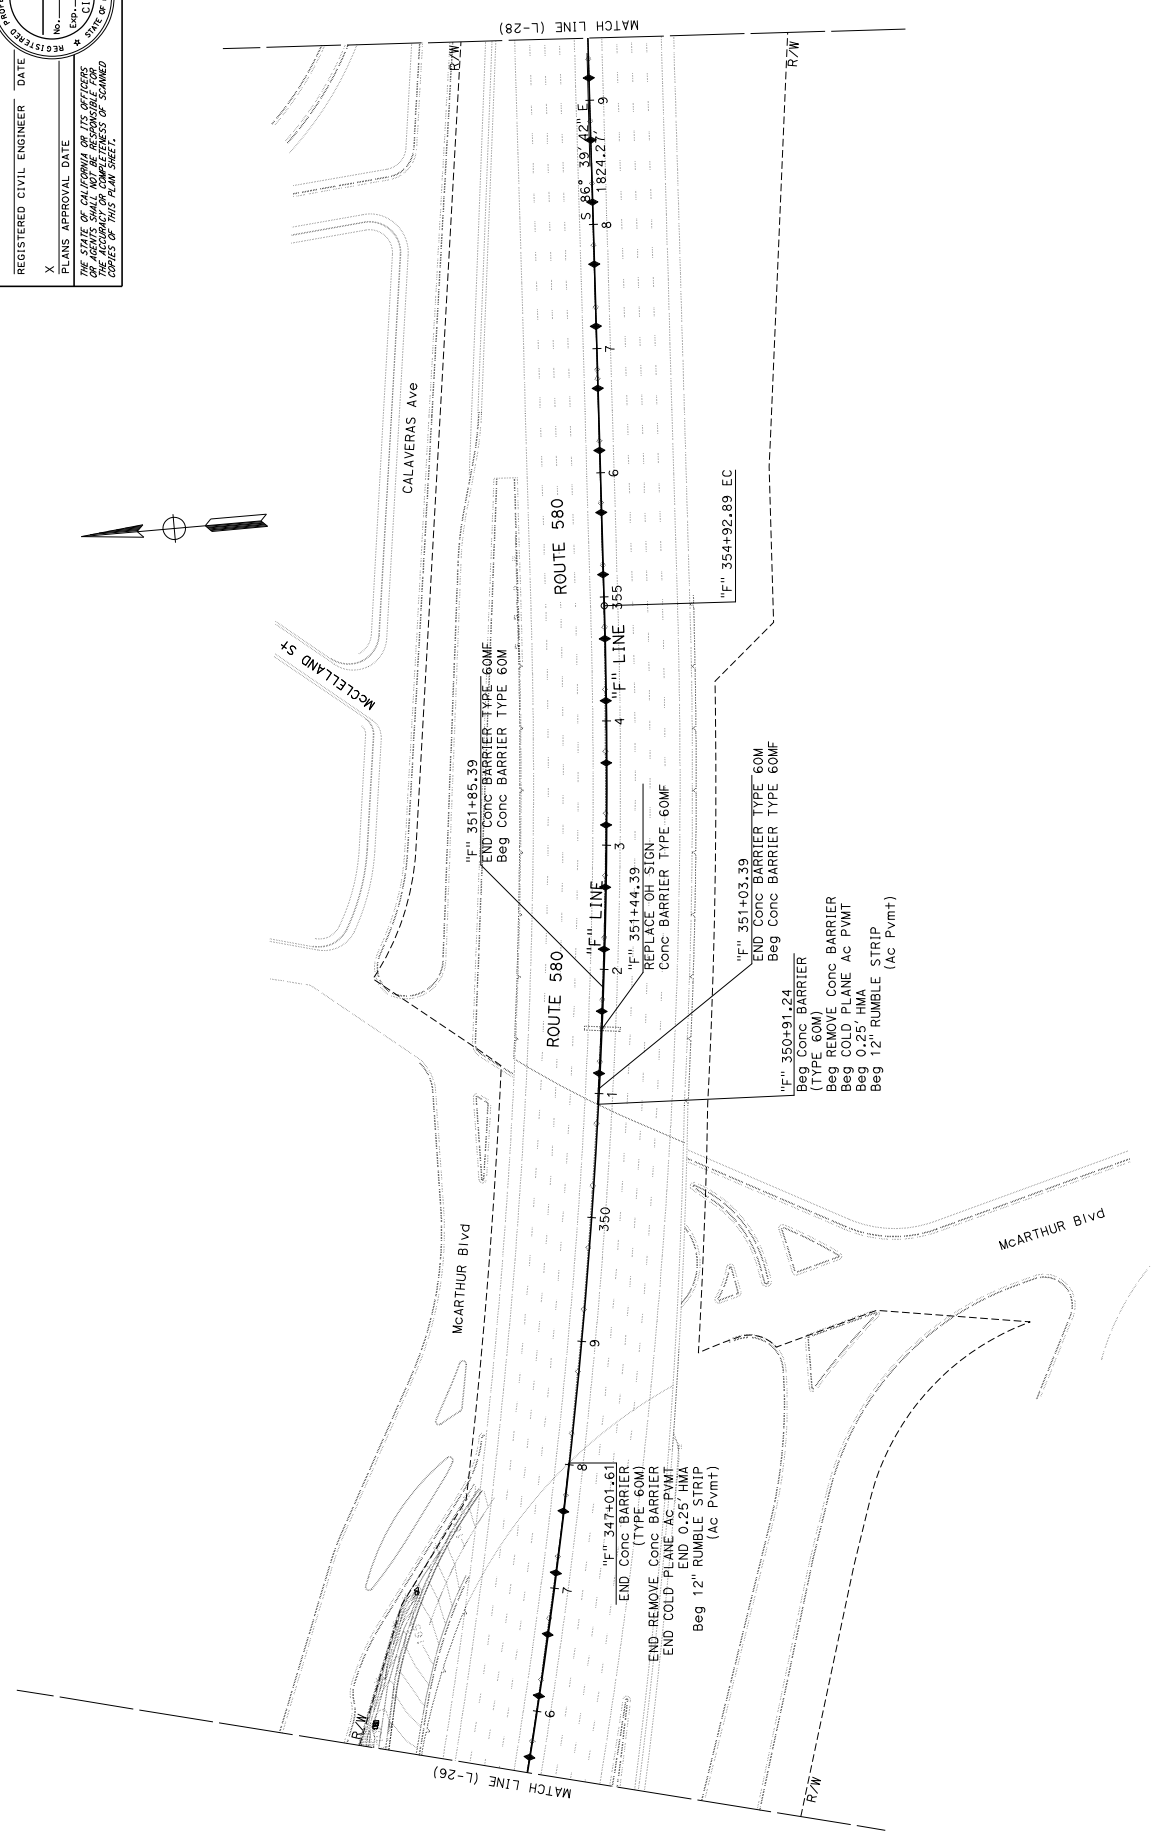 REGISTERED CIVIL ENGINEER DATE
X
PLANS APPROVAL DATE
THE STATE OF CALIFORNIA OR ITS OFFICERS
OR AGENTS SHALL NOT BE RESPONSIBLE FOR
THE ACCURACY OR COMPLETENESS OF SCANNED
COPIES OF THIS PLAN SHEET.
No.
Exp.
CI
REGISTERED PROFE
STATE OF
MATCH LINE (L-28)
R/W
R/W
9
S 86° 39' 42" E
1824.27'
8
7
CALAVERAS Ave
6
ROUTE 580
"F" 354+92.89 EC
355
"F" LINE
McCLELLAND St
4
"F" 351+85.39
END Conc BARRIER TYPE 60MF
Beg Conc BARRIER TYPE 60M
3
"F" LINE
"F" 351+44.39
REPLACE OH SIGN
Conc BARRIER TYPE 60MF
2
ROUTE 580
"F" 351+03.39
END Conc BARRIER TYPE 60M
Beg Conc BARRIER TYPE 60MF
1
"F" 350+91.24
Beg Conc BARRIER
(TYPE 60M)
Beg REMOVE Conc BARRIER
Beg COLD PLANE Ac PVMT
Beg 0.25' HMA
Beg 12" RUMBLE STRIP
(Ac Pvmt)
350
McARTHUR Blvd
McARTHUR Blvd
9
8
"F" 347+01.61
END Conc BARRIER
(TYPE 60M)
END REMOVE Conc BARRIER
END COLD PLANE Ac PVMT
END 0.25' HMA
Beg 12" RUMBLE STRIP
(Ac Pvmt)
7
6
R/W
MATCH LINE (L-26)
R/W